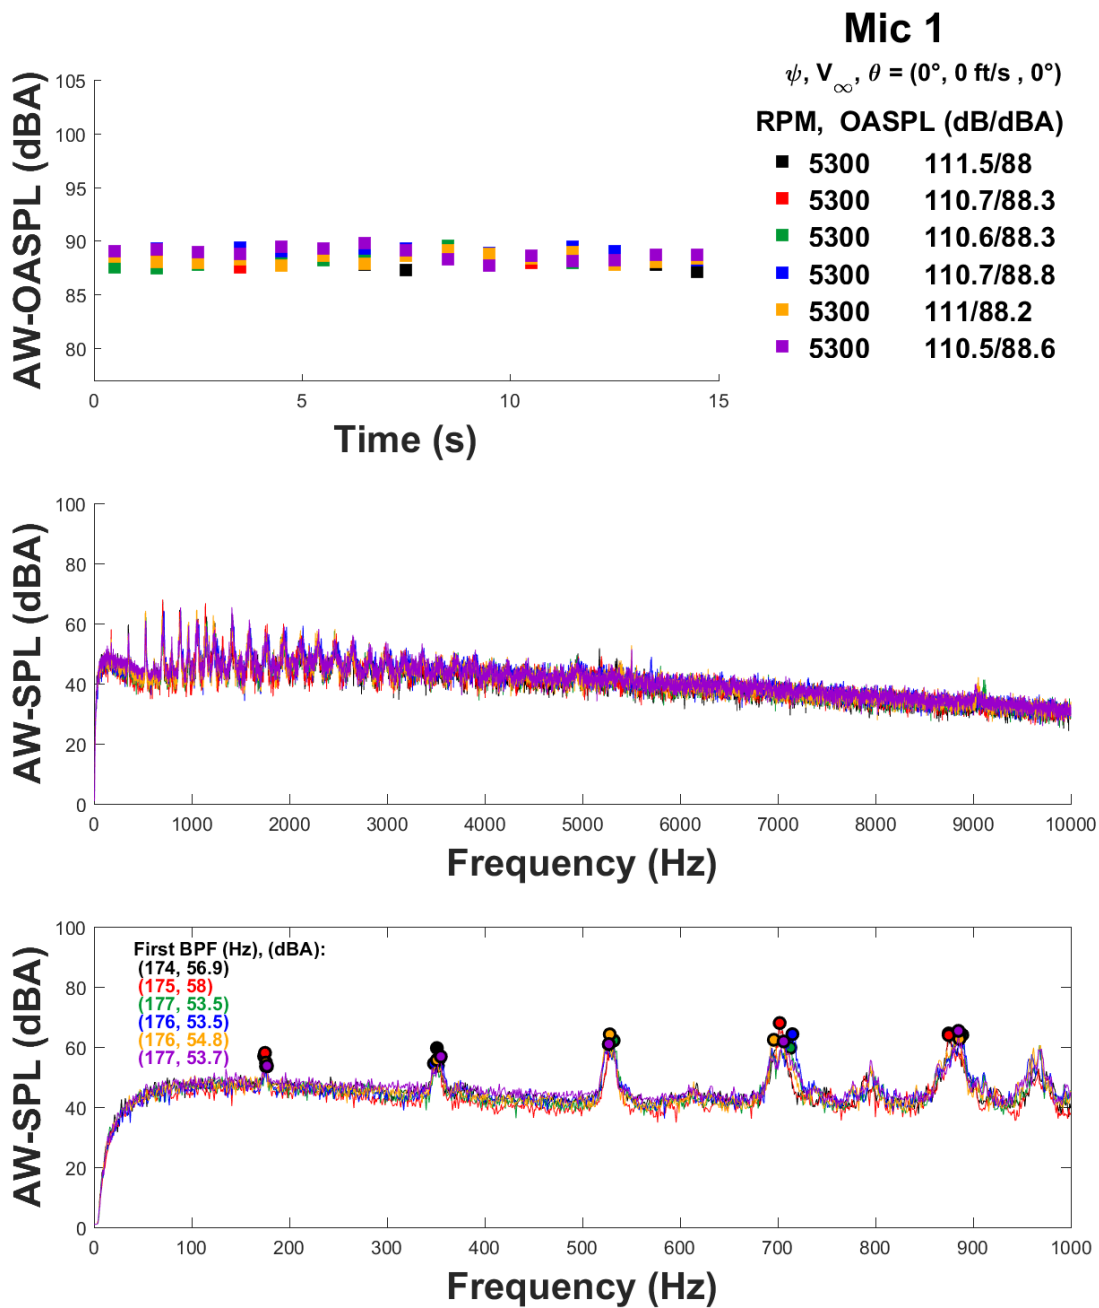 Mic 1
ψ, V∞, θ = (0°, 0 ft/s , 0°)
RPM, OASPL (dB/dBA)
5300 111.5/88
5300 110.7/88.3
5300 110.6/88.3
5300 110.7/88.8
5300 111/88.2
5300 110.5/88.6
AW-OASPL (dBA)
105
100
95
90
85
80
0 5 10 15
Time (s)
AW-SPL (dBA)
100
80
60
40
20
0
0 1000 2000 3000 4000 5000 6000 7000 8000 9000 10000
Frequency (Hz)
AW-SPL (dBA)
100
80
60
40
20
0
First BPF (Hz), (dBA):
(174, 56.9)
(175, 58)
(177, 53.5)
(176, 53.5)
(176, 54.8)
(177, 53.7)
0 100 200 300 400 500 600 700 800 900 1000
Frequency (Hz)